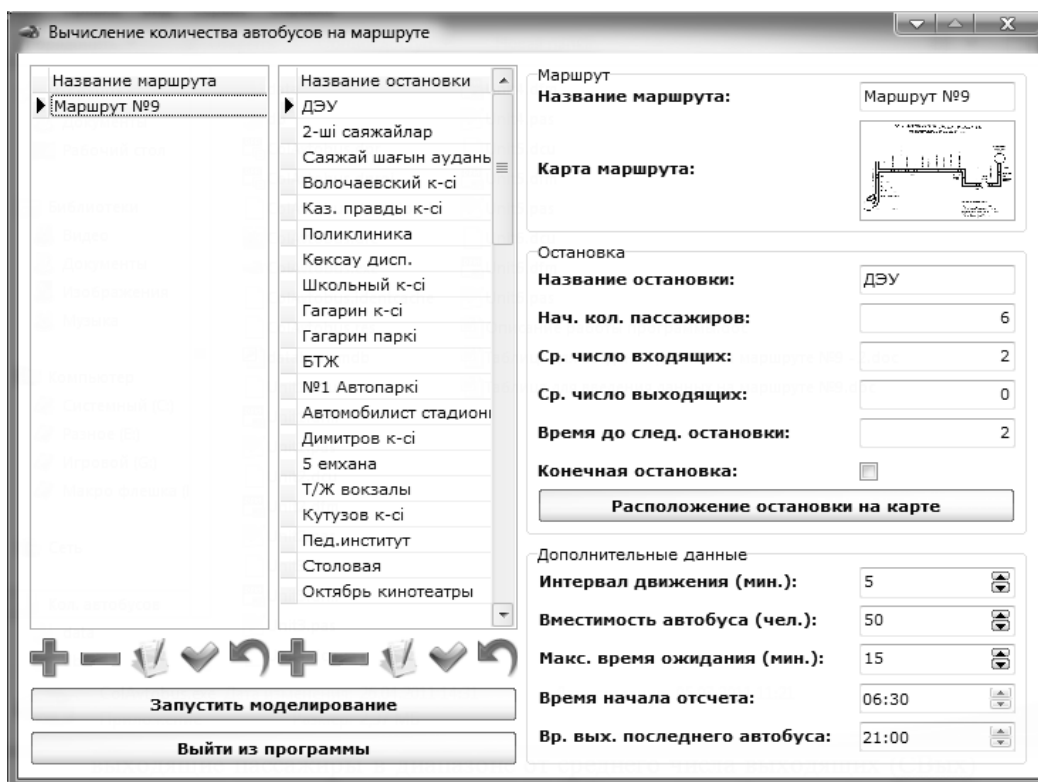 Вычисление количества автобусов на маршруте
Название маршрута
Маршрут №9
Название остановки
ДЭУ
2-ші саяжайлар
Саяжай шағын аудань
Волочаевский к-сі
Каз. правды к-сі
Поликлиника
Көксау дисп.
Школьный к-сі
Гагарин к-сі
Гагарин паркі
БТЖ
№1 Автопаркі
Автомобилист стадион
Димитров к-сі
5 емхана
Т/Ж вокзалы
Кутузов к-сі
Пед.институт
Столовая
Октябрь кинотеатры
Запустить моделирование
Выйти из программы
Маршрут
Название маршрута: Маршрут №9
Карта маршрута:
Остановка
Название остановки: ДЭУ
Нач. кол. пассажиров: 6
Ср. число входящих: 2
Ср. число выходящих: 0
Время до след. остановки: 2
Конечная остановка:
Расположение остановки на карте
Дополнительные данные
Интервал движения (мин.): 5
Вместимость автобуса (чел.): 50
Макс. время ожидания (мин.): 15
Время начала отсчета: 06:30
Вр. вых. последнего автобуса: 21:00